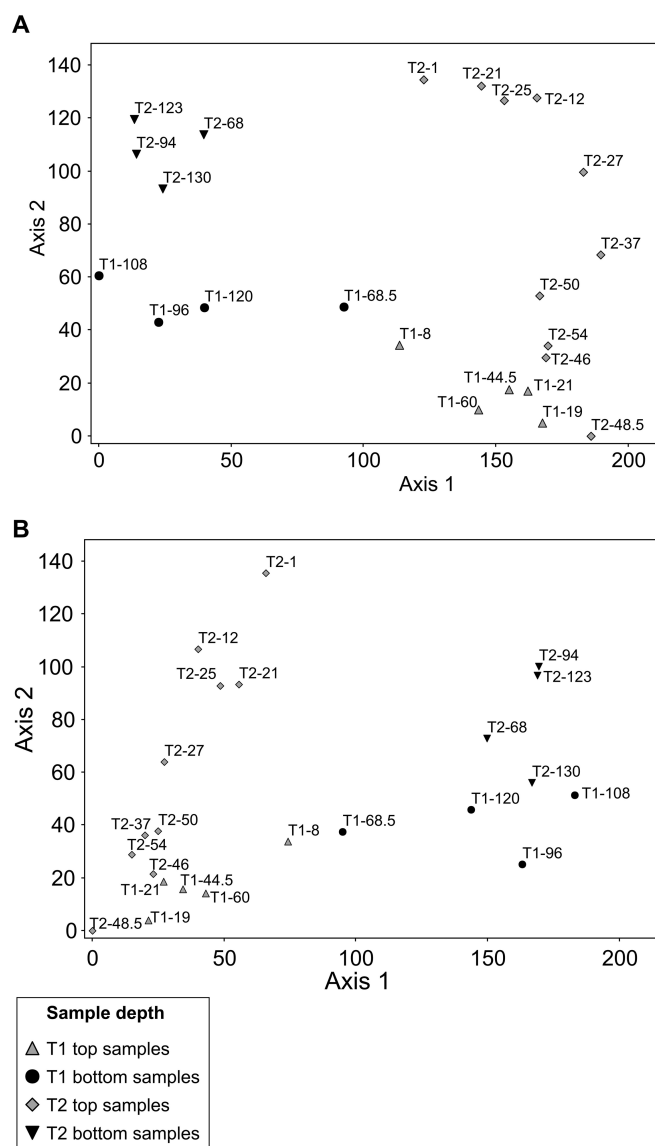 A
140
120
100
80
60
40
20
0
Axis 2
T2-1
T2-21
T2-25
T2-12
T2-123
T2-68
T2-94
T2-130
T2-27
T2-37
T1-108
T2-50
T1-120
T1-68.5
T1-96
T1-8
T2-54
T2-46
T1-44.5
T1-21
T1-60
T1-19
T2-48.5
0 50 100 150 200
Axis 1
B
140
120
100
80
60
40
20
0
Axis 2
T2-1
T2-12
T2-25
T2-21
T2-94
T2-123
T2-27
T2-68
T2-130
T2-37
T2-50
T1-120
T1-108
T1-68.5
T1-8
T2-54
T2-46
T1-96
T1-21
T1-44.5
T1-60
T2-48.5
T1-19
0 50 100 150 200
Axis 1
Sample depth
T1 top samples
T1 bottom samples
T2 top samples
T2 bottom samples